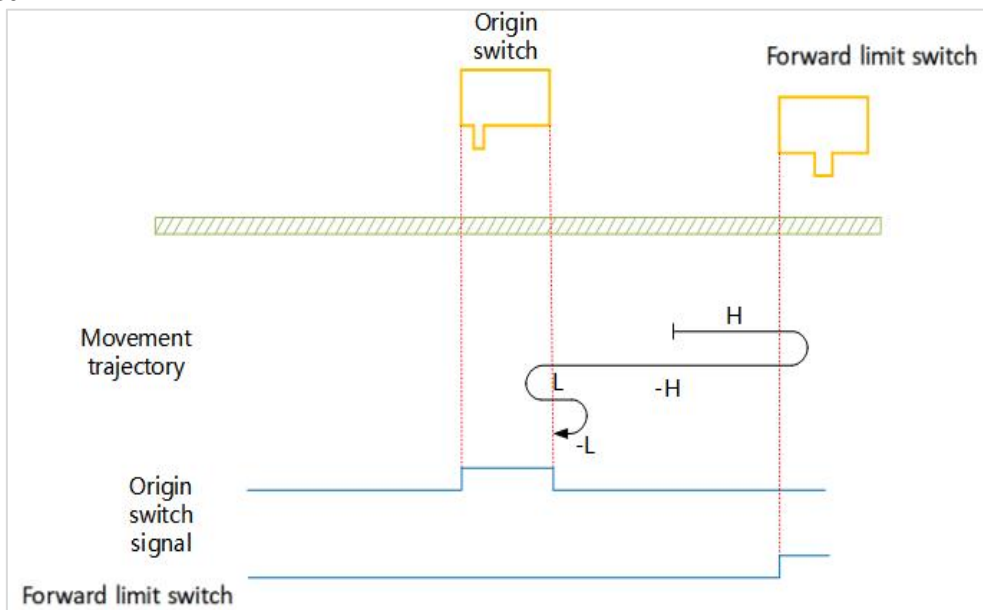 Origin
switch
Forward limit switch
Movement
trajectory
H
-H
L
-L
Origin
switch
signal
Forward limit switch